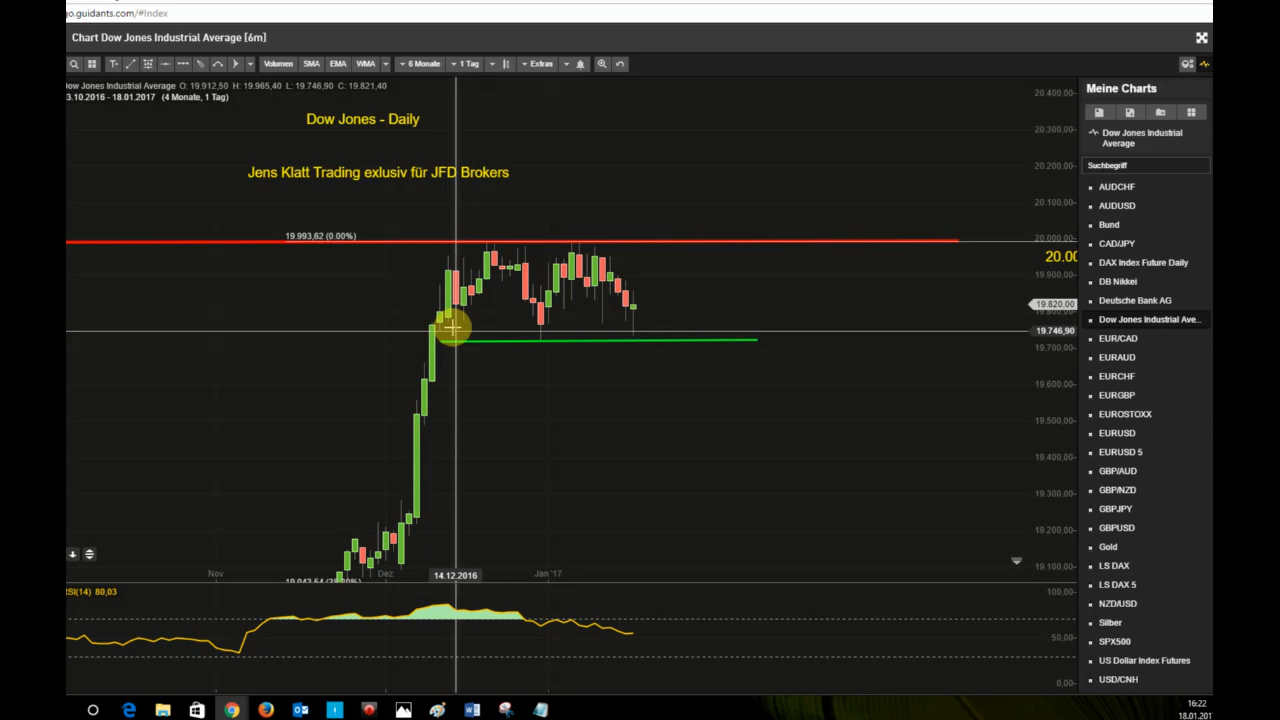 go.guidants.com/#Index
Chart Dow Jones Industrial Average [6m]
Volumen SMA EMA WMA 6 Monate 1 Tag Extras
Dow Jones Industrial Average O: 19.912,50 H: 19.965,40 L: 19.746,90 C: 19.821,40
3.10.2016 - 18.01.2017 (4 Monate, 1 Tag)
Dow Jones - Daily
Jens Klatt Trading exlusiv für JFD Brokers
19.993,62 (0.00%)
20.00
20.400,00
20.300,00
20.200,00
20.100,00
20.000,00
19.900,00
19.820,00
19.800,00
19.746,90
19.700,00
19.600,00
19.500,00
19.400,00
19.300,00
19.200,00
19.100,00
Nov
Dez
14.12.2016
Jan '17
RSI(14) 80,03
100,00
50,00
0,00
Meine Charts
Dow Jones Industrial
Average
Suchbegriff
AUDCHF
AUDUSD
Bund
CAD/JPY
DAX Index Future Daily
DB Nikkei
Deutsche Bank AG
Dow Jones Industrial Ave...
EUR/CAD
EURAUD
EURCHF
EURGBP
EUROSTOXX
EURUSD
EURUSD 5
GBP/AUD
GBP/NZD
GBPJPY
GBPUSD
Gold
LS DAX
LS DAX 5
NZD/USD
Silber
SPX500
US Dollar Index Futures
USD/CNH
16:22
18.01.201